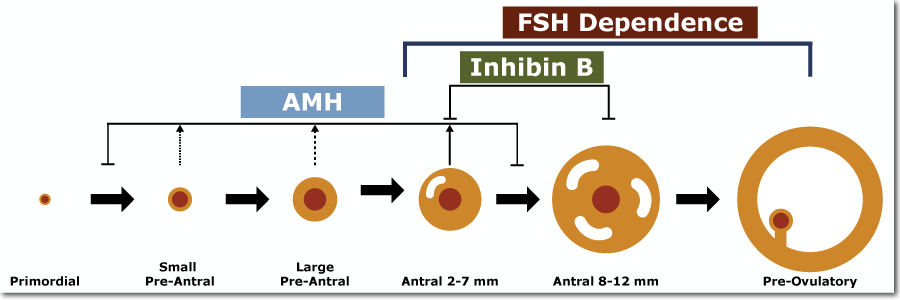 FSH Dependence
Inhibin B
AMH
Primordial
Small
Pre-Antral
Large
Pre-Antral
Antral 2-7 mm
Antral 8-12 mm
Pre-Ovulatory